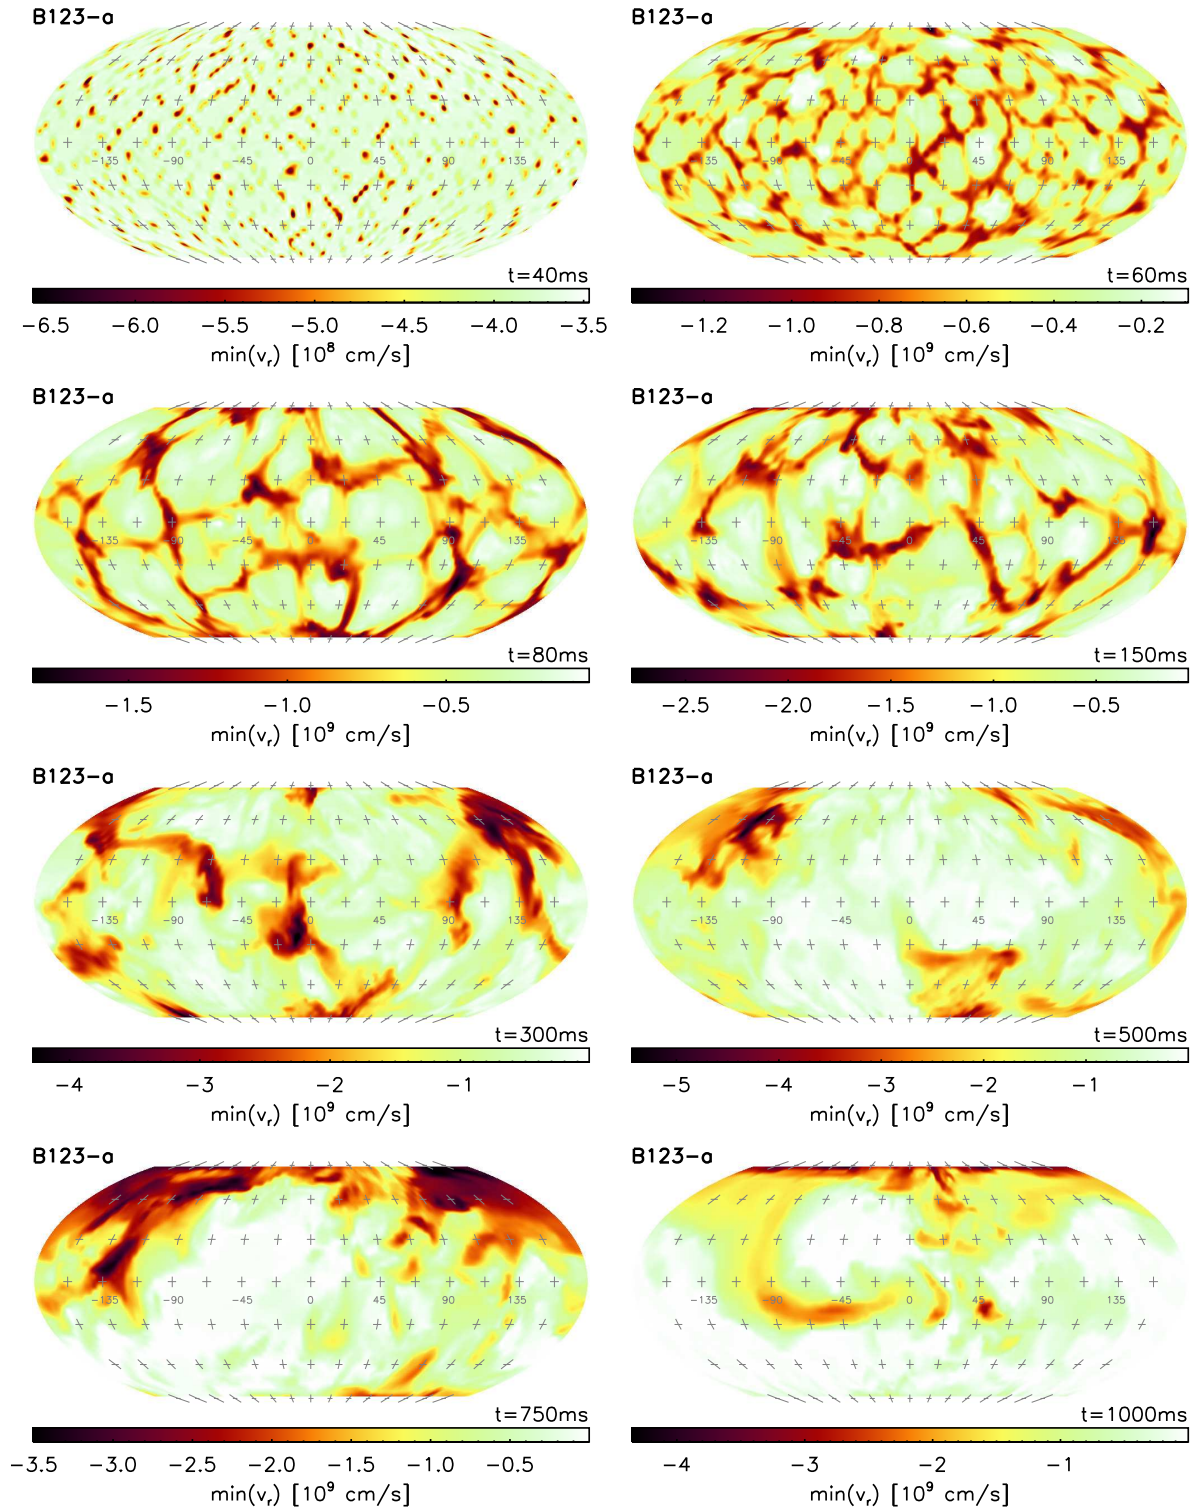 B123-a
-135 -90 0 45 90 135
t=40ms
-6.5 -6.0 -5.5 -5.0 -4.5 -4.0 -3.5
min(v_r) [10^8 cm/s]
B123-a
-135 -90 -45 0 45 90 135
t=60ms
-1.2 -1.0 -0.8 -0.6 -0.4 -0.2
min(v_r) [10^9 cm/s]
B123-a
-135 -90 -45 0 45 90 135
t=80ms
-1.5 -1.0 -0.5
min(v_r) [10^9 cm/s]
B123-a
-135 -90 -45 0 45 90 135
t=150ms
-2.5 -2.0 -1.5 -1.0 -0.5
min(v_r) [10^9 cm/s]
B123-a
-135 -90 -45 0 45 90 135
t=300ms
-4 -3 -2 -1
min(v_r) [10^9 cm/s]
B123-a
-135 -90 -45 0 45 90 135
t=500ms
-5 -4 -3 -2 -1
min(v_r) [10^9 cm/s]
B123-a
-135 -90 -45 0 45 90 135
t=750ms
-3.5 -3.0 -2.5 -2.0 -1.5 -1.0 -0.5
min(v_r) [10^9 cm/s]
B123-a
-135 -90 -45 0 45 90 135
t=1000ms
-4 -3 -2 -1
min(v_r) [10^9 cm/s]